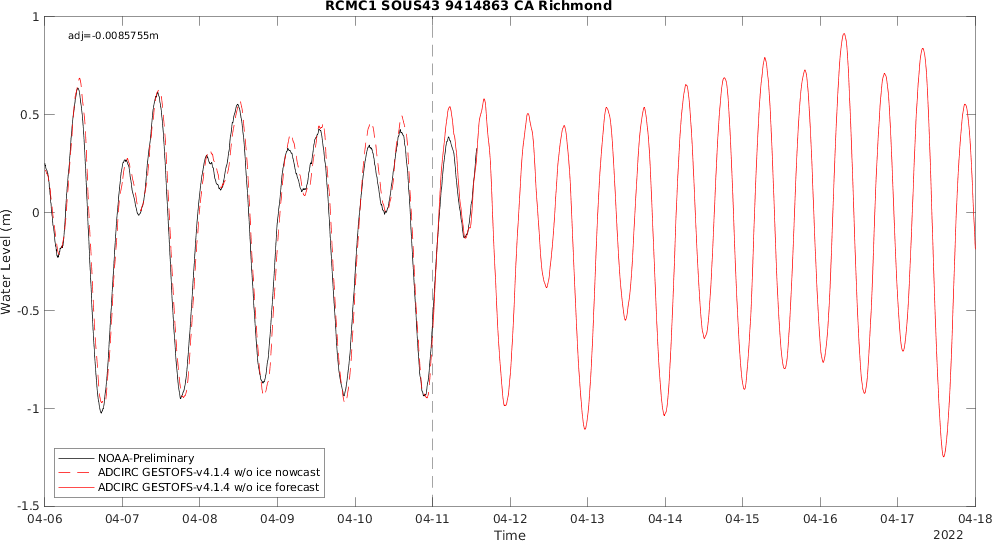 RCMC1 SOUS43 9414863 CA Richmond
adj=-0.0085755m
1
0.5
0
-0.5
-1
-1.5
Water Level (m)
NOAA-Preliminary
ADCIRC GESTOFS-v4.1.4 w/o ice nowcast
ADCIRC GESTOFS-v4.1.4 w/o ice forecast
04-06 04-07 04-08 04-09 04-10 04-11 04-12 04-13 04-14 04-15 04-16 04-17 04-18
Time
2022